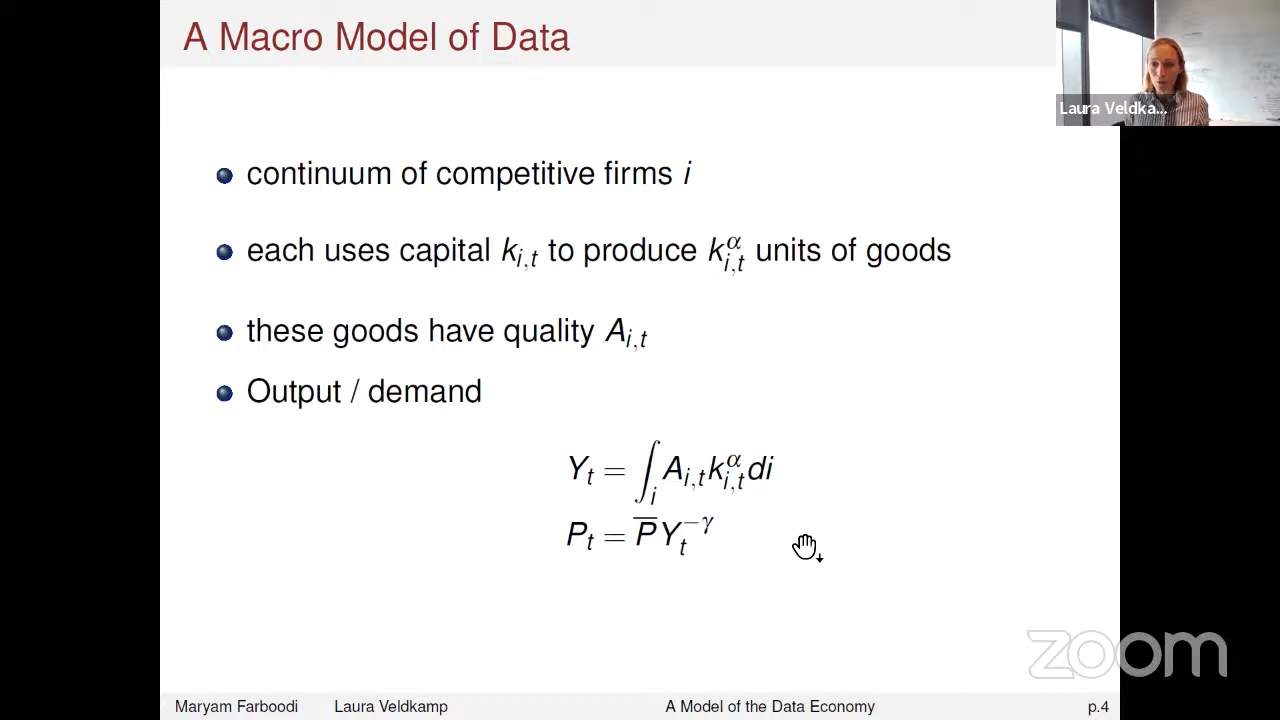 A Macro Model of Data
Laura Veldka...
continuum of competitive firms i
each uses capital k_{i,t} to produce k_{i,t}^α units of goods
these goods have quality A_{i,t}
Output / demand
Y_t = ∫_i A_{i,t} k_{i,t}^α di
P_t = P̅ Y_t^{−γ}
zoom
Maryam Farboodi Laura Veldkamp A Model of the Data Economy p.4